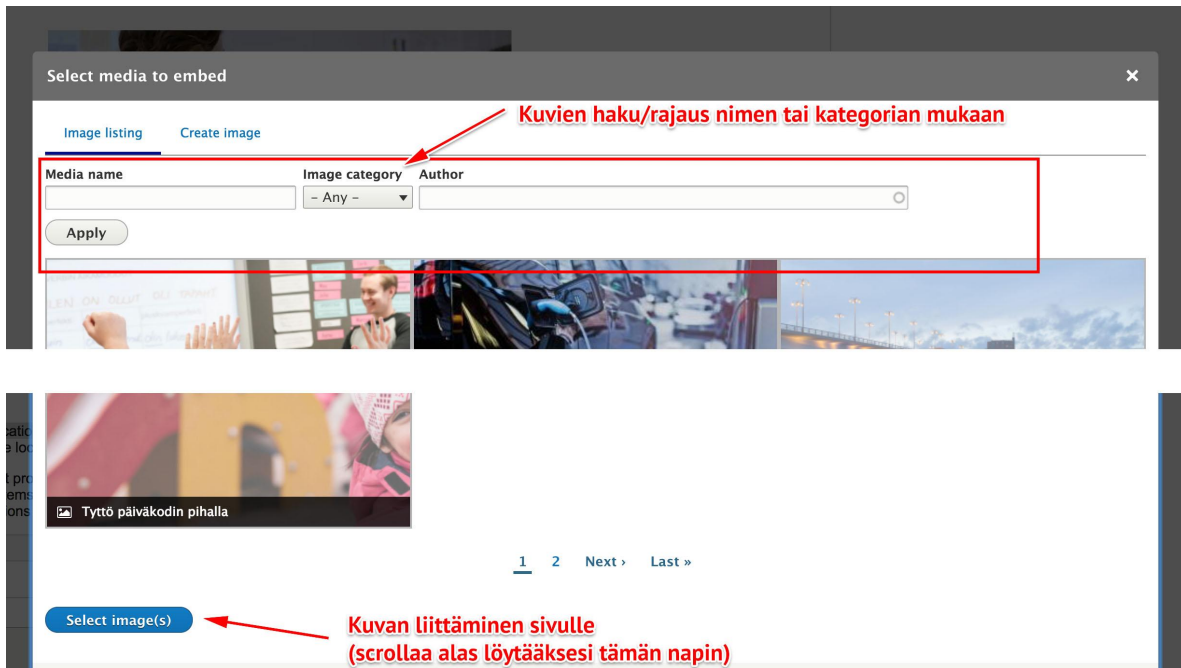 Select media to embed
Kuvien haku/rajaus nimen tai kategorian mukaan
Image listing Create image
Media name Image category Author
– Any –
Apply
Tyttö päiväkodin pihalla
1 2 Next › Last »
Select image(s)
Kuvan liittäminen sivulle
(scrollaa alas löytääksesi tämän napin)